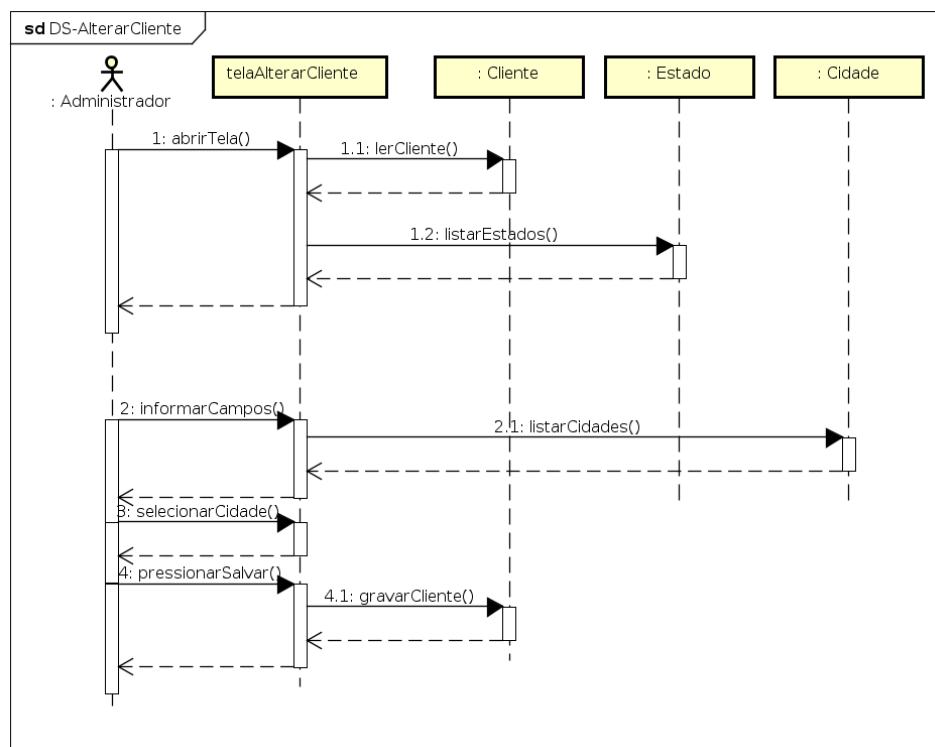 sd DS-AlterarCliente
telaAlterarCliente
: Cliente
: Estado
: Cidade
: Administrador
1: abrirTela()
1.1: lerCliente()
1.2: listarEstados()
2: informarCampos()
2.1: listarCidades()
3: selecionarCidade()
4: pressionarSalvar()
4.1: gravarCliente()